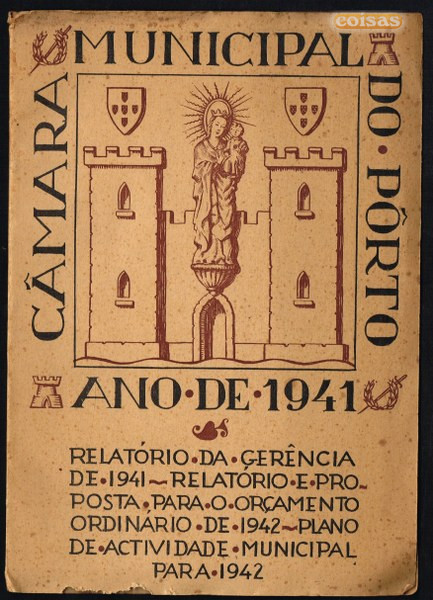 coisas
CÂMARA
MUNICIPAL
DO · PÔRTO
ANO · DE · 1941
RELATÓRIO · DA · GERÊNCIA
DE · 1941 ~ RELATÓRIO · E · PRO-
POSTA · PARA · O · ORÇAMENTO
ORDINÁRIO · DE · 1942 ~ PLANO
DE · ACTIVIDADE · MUNICIPAL
PARA · 1942